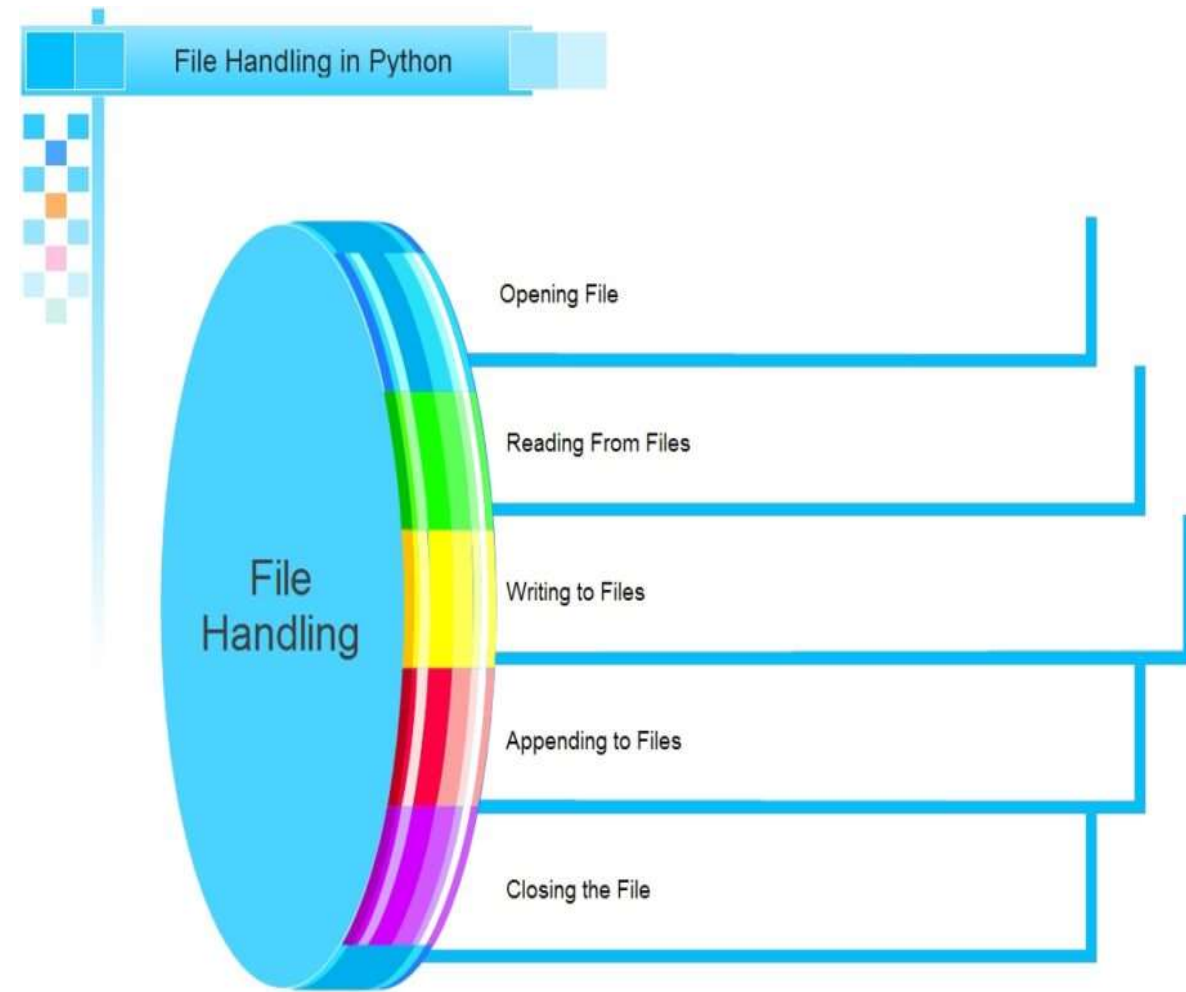 File Handling in Python
Opening File
Reading From Files
File
Handling
Writing to Files
Appending to Files
Closing the File